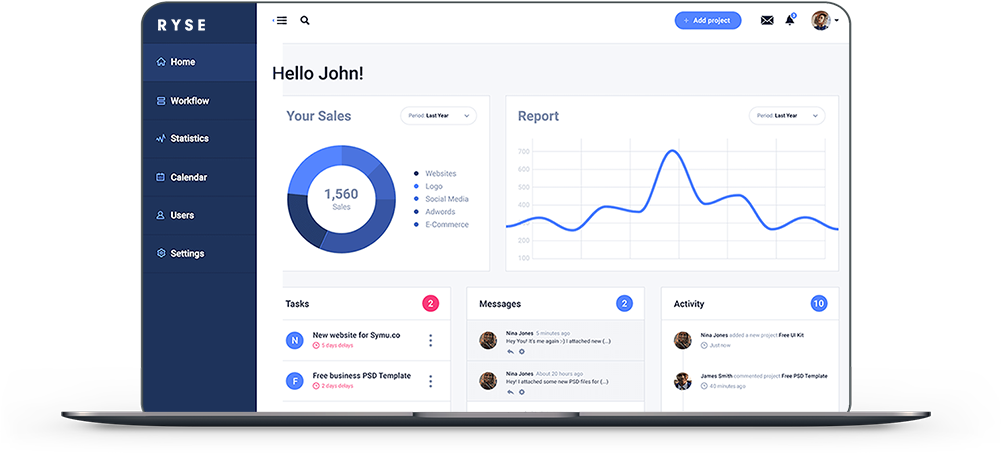 RYSE
Add project
3
Home
Workflow
Statistics
Calendar
Users
Settings
Hello John!
Your Sales
Period: Last Year
1,560
Sales
Websites
Logo
Social Media
Adwords
E-Commerce
Report
Period: Last Year
700
600
500
400
300
200
100
Tasks
2
N
New website for Symu.co
5 days delays
F
Free business PSD Template
2 days delays
Messages
2
Nina Jones 5 minutes ago
Hey You! It's me again :-) I attached new (...)
Nina Jones About 20 hours ago
Hey! I attached some new PSD files for (...)
Activity
10
Nina Jones added a new project Free UI Kit
Just now
James Smith commented project Free PSD Template
40 minutes ago